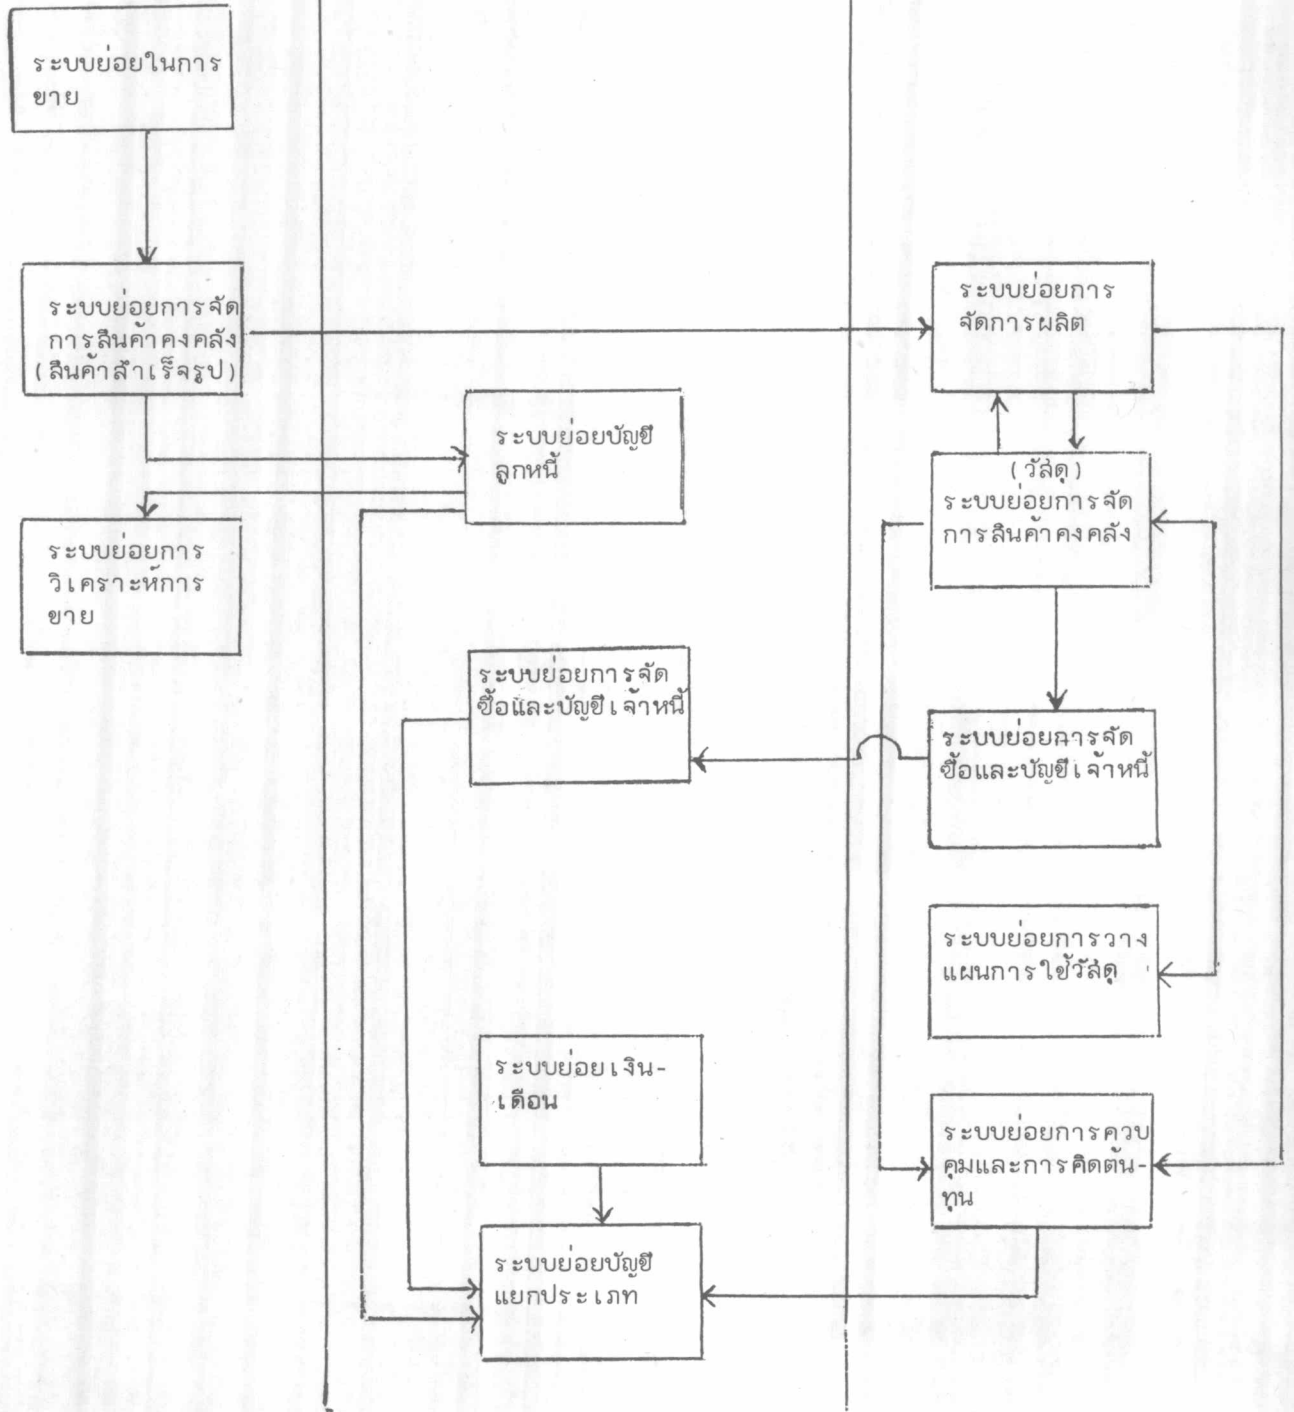 ระบบย่อยในการ
ขาย
ระบบย่อยการจัด
การสินค้าคงคลัง
(สินค้าสำเร็จรูป)
ระบบย่อยการ
วิเคราะห์การ
ขาย
ระบบย่อยบัญชี
ลูกหนี้
ระบบย่อยการจัด
ซื้อและบัญชีเจ้าหนี้
ระบบย่อยเงิน-
เดือน
ระบบย่อยบัญชี
แยกประเภท
ระบบย่อยการ
จัดการผลิต
(วัสดุ)
ระบบย่อยการจัด
การสินค้าคงคลัง
ระบบย่อยการจัด
ซื้อและบัญชีเจ้าหนี้
ระบบย่อยการวาง
แผนการใช้วัสดุ
ระบบย่อยการควบ
คุมและการคิดต้น-
ทุน